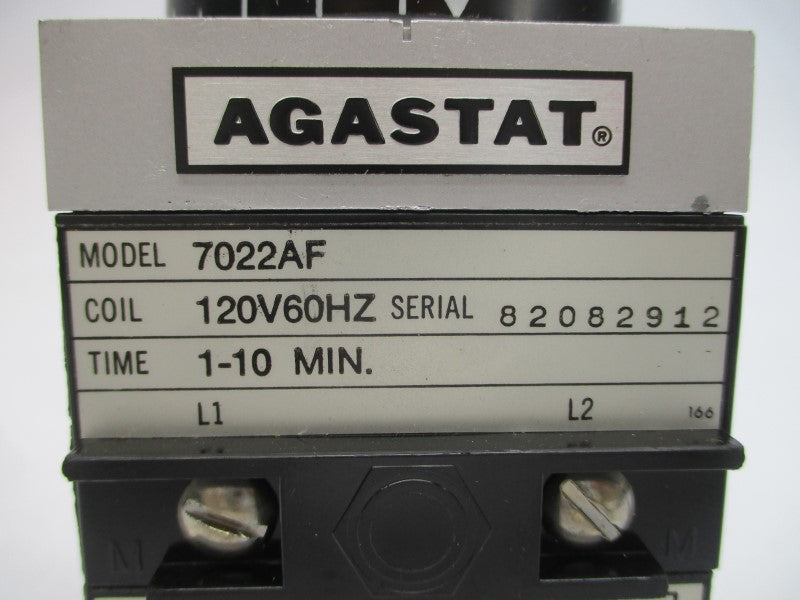 AGASTAT®
MODEL 7022AF
COIL 120V60HZ SERIAL 82082912
TIME 1-10 MIN.
L1 L2 166
M M